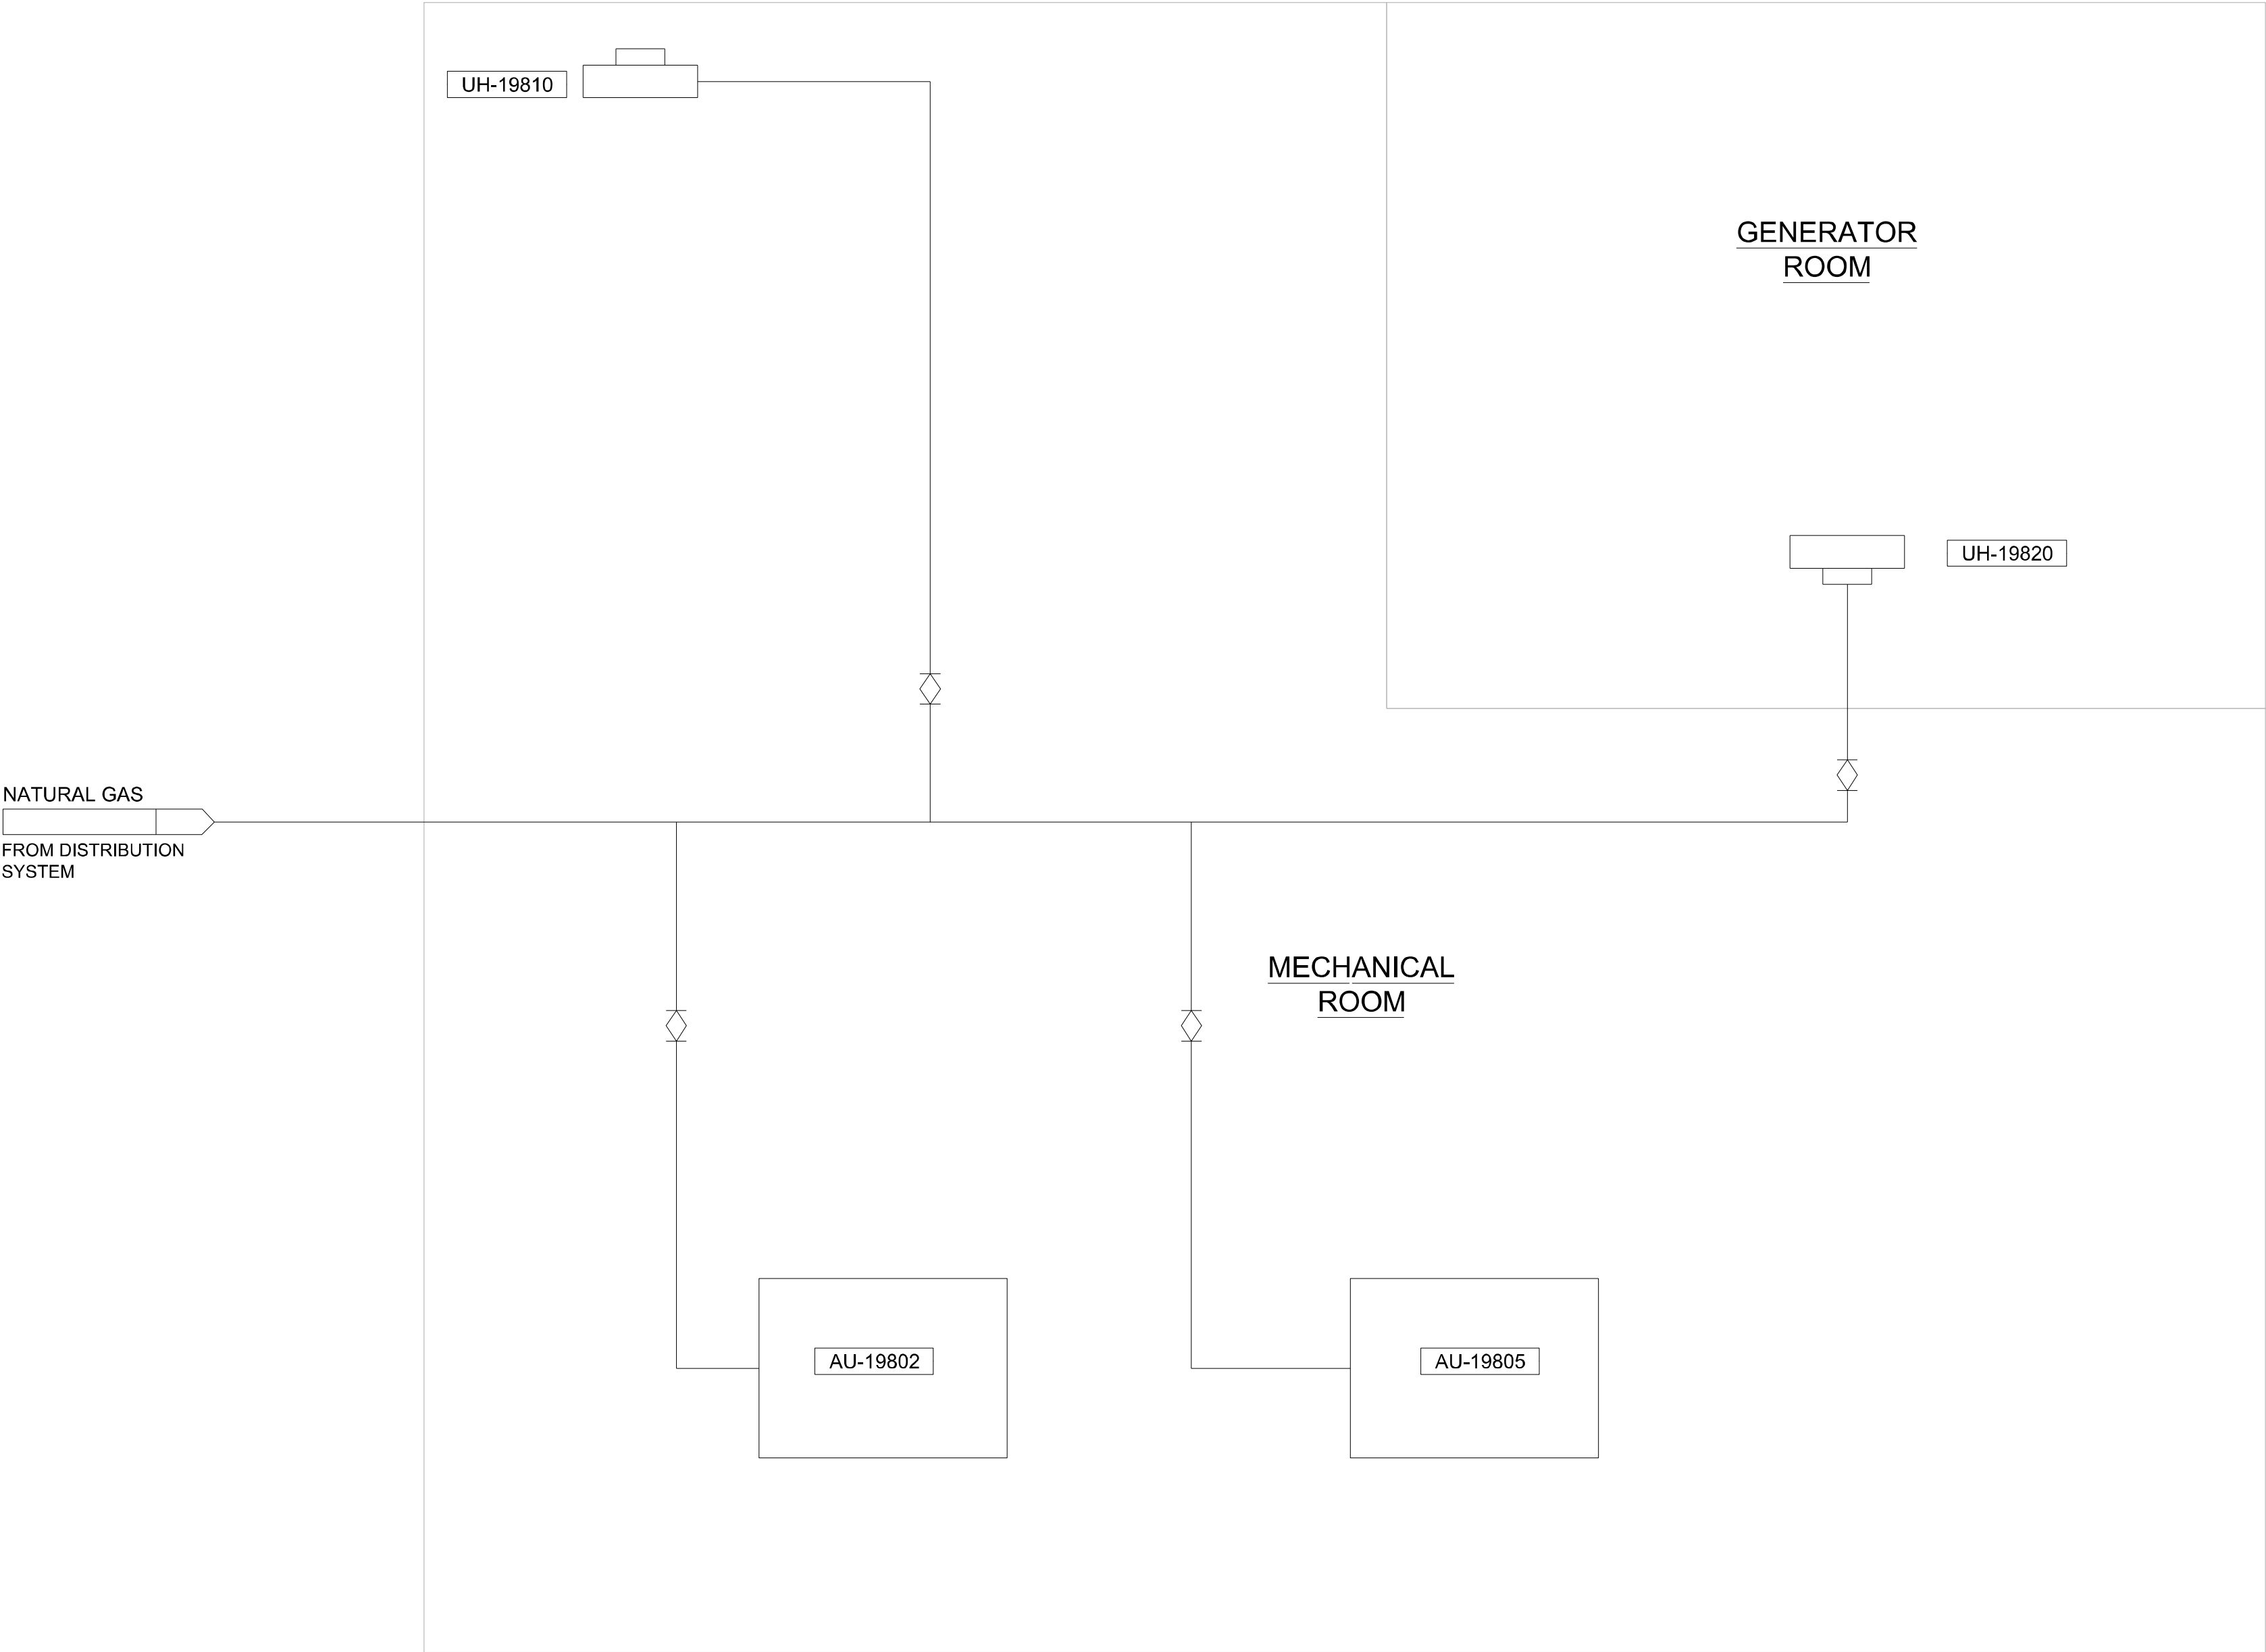 UH-19810
GENERATOR
ROOM
UH-19820
NATURAL GAS
FROM DISTRIBUTION
SYSTEM
MECHANICAL
ROOM
AU-19802
AU-19805